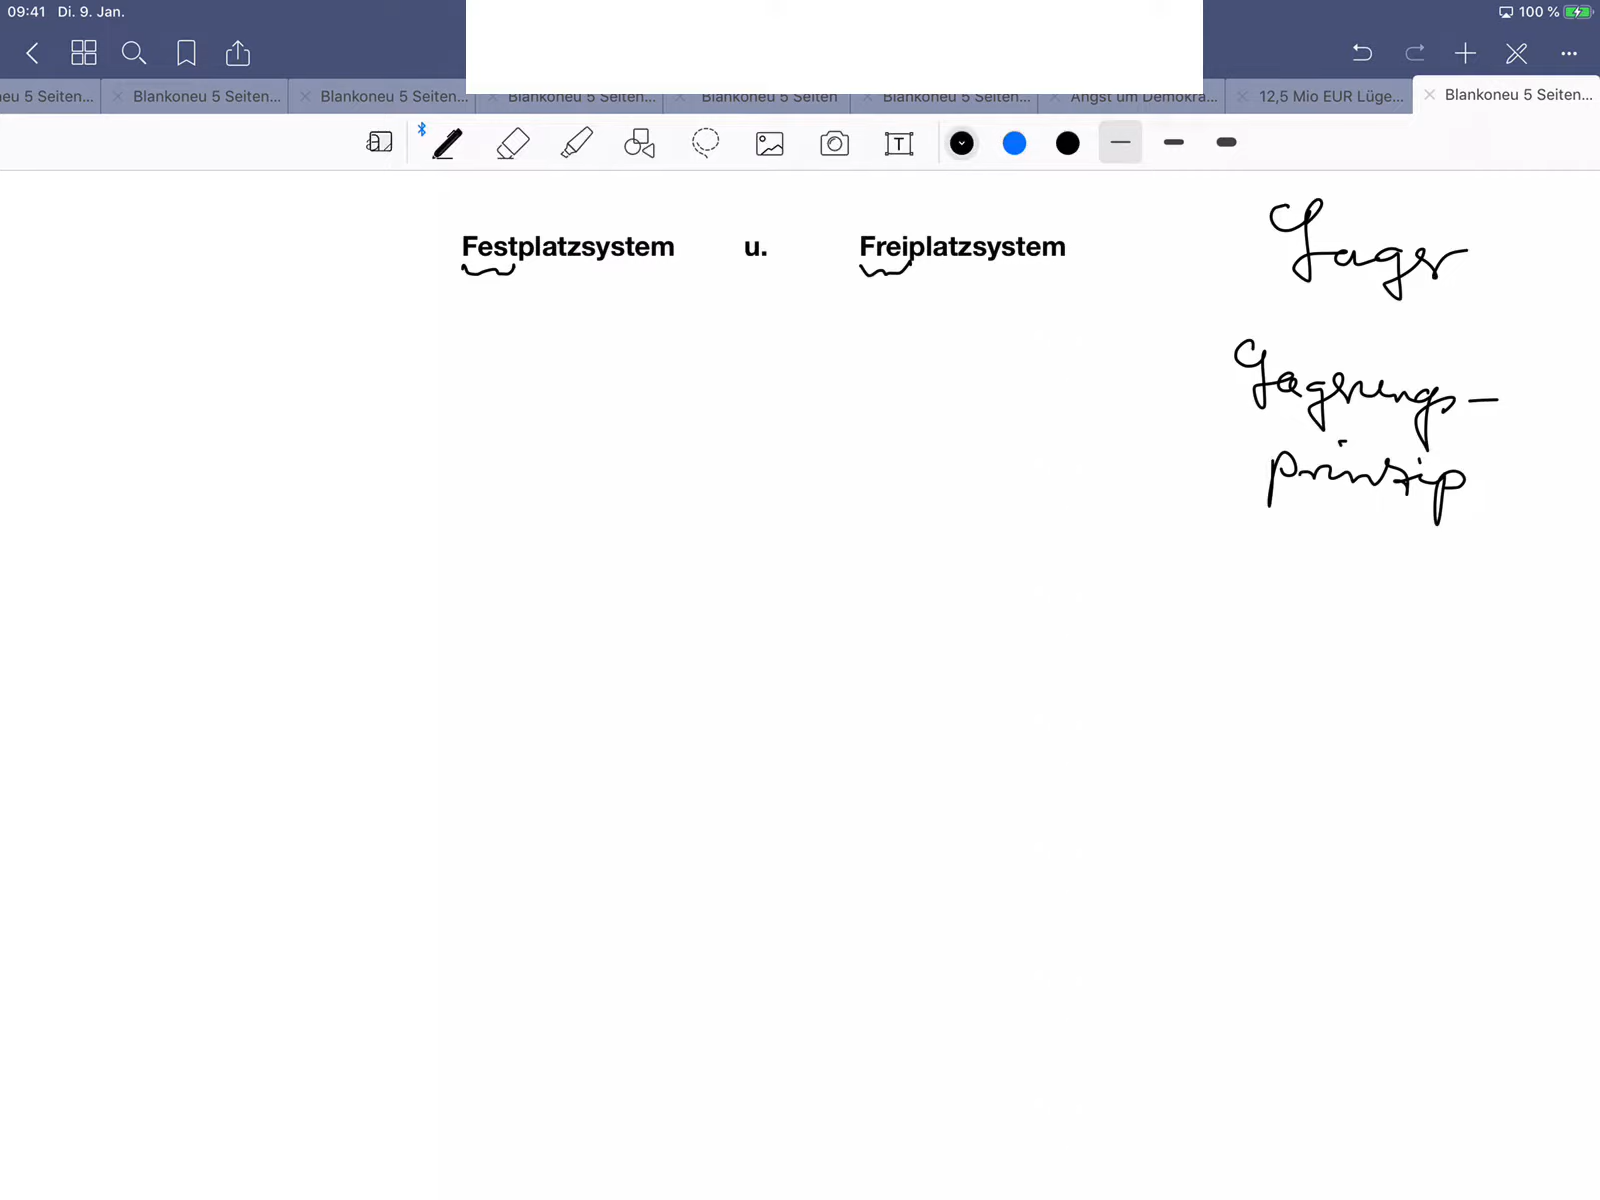 09:41 Di. 9. Jan. 100 %
eu 5 Seiten... Blankoneu 5 Seiten... Blankoneu 5 Seiten... Blankoneu 5 Seiten... Blankoneu 5 Seiten Blankoneu 5 Seiten... Angst um Demokra... 12,5 Mio EUR Lüge... Blankoneu 5 Seiten...
T
Festplatzsystem u. Freiplatzsystem
Lager
Lagerungs-
prinzip